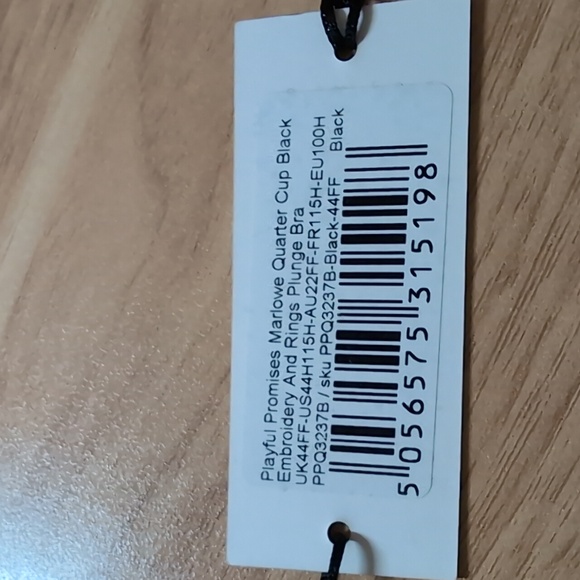 Playful Promises Marlowe Quarter Cup Black
Embroidery And Rings Plunge Bra
UK44FF-US44H115H-AU22FF-FR115H-EU100H
PPQ3237B / sku PPQ3237B-Black-44FF Black
5 056575 315198